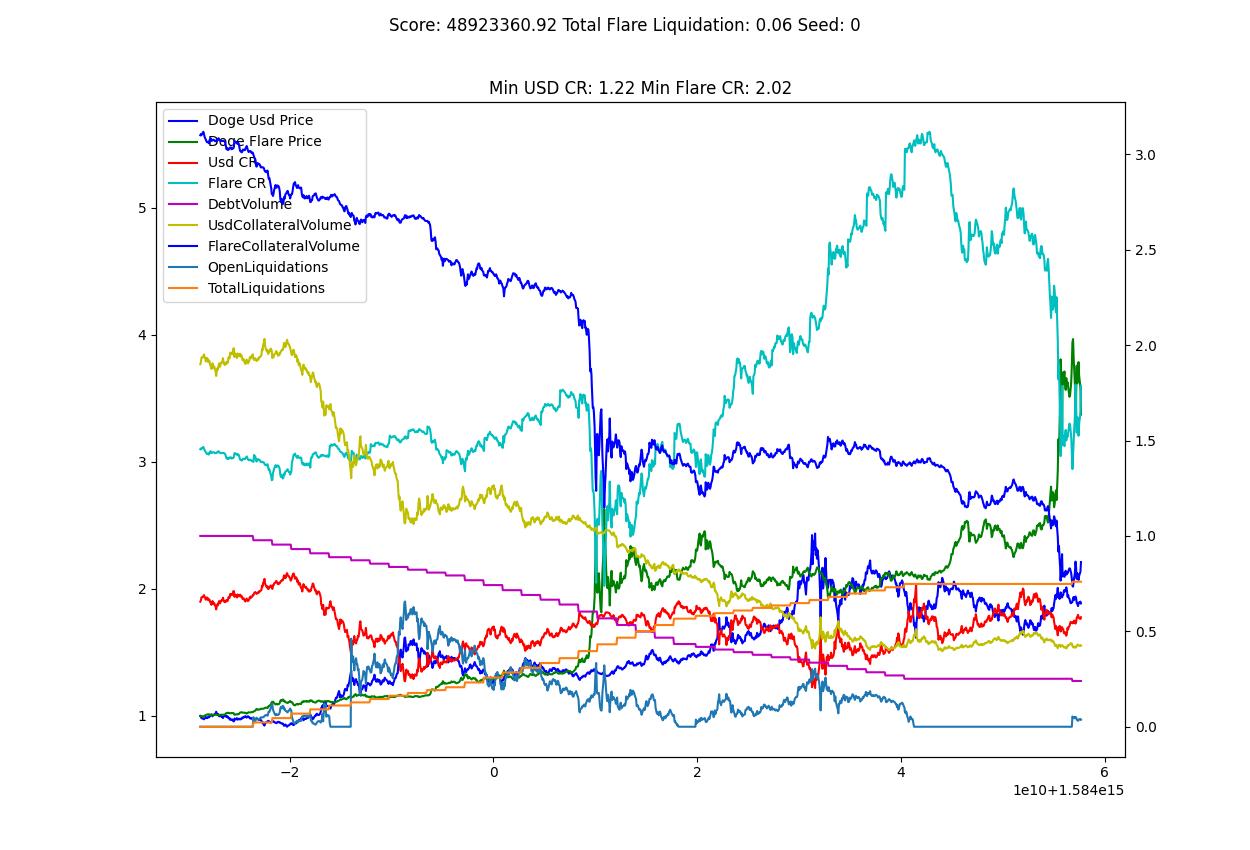 Score: 48923360.92 Total Flare Liquidation: 0.06 Seed: 0
Min USD CR: 1.22 Min Flare CR: 2.02
Doge Usd Price
Doge Flare Price
Usd CR
Flare CR
DebtVolume
UsdCollateralVolume
FlareCollateralVolume
OpenLiquidations
TotalLiquidations
5
4
3
2
1
3.0
2.5
2.0
1.5
1.0
0.5
0.0
−2 0 2 4 6
1e10+1.584e15